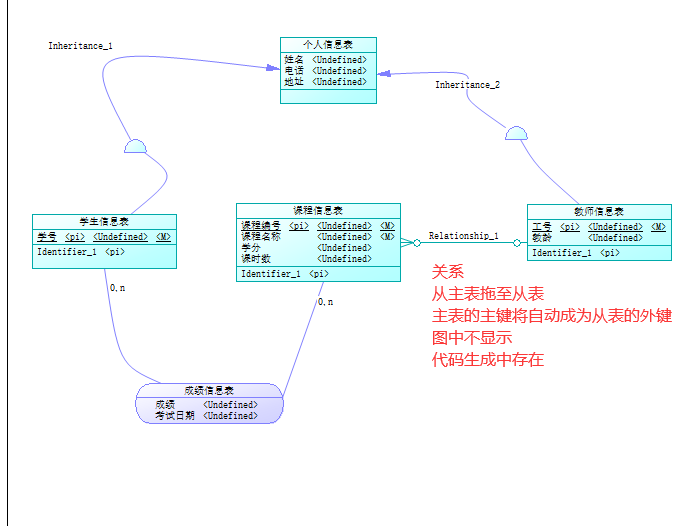 个人信息表
Inheritance_1
姓名 <Undefined>
电话 <Undefined>
地址 <Undefined>
Inheritance_2
学生信息表
学号 <pi> <Undefined> <M>
Identifier_1 <pi>
课程信息表
课程编号 <pi> <Undefined> <M>
课程名称 <Undefined> <M>
学分 <Undefined>
课时数 <Undefined>
Identifier_1 <pi>
Relationship_1
教师信息表
工号 <pi> <Undefined> <M>
教龄 <Undefined>
Identifier_1 <pi>
关系
从主表拖至从表
主表的主键将自动成为从表的外键
图中不显示
代码生成中存在
0,n
0,n
成绩信息表
成绩 <Undefined>
考试日期 <Undefined>